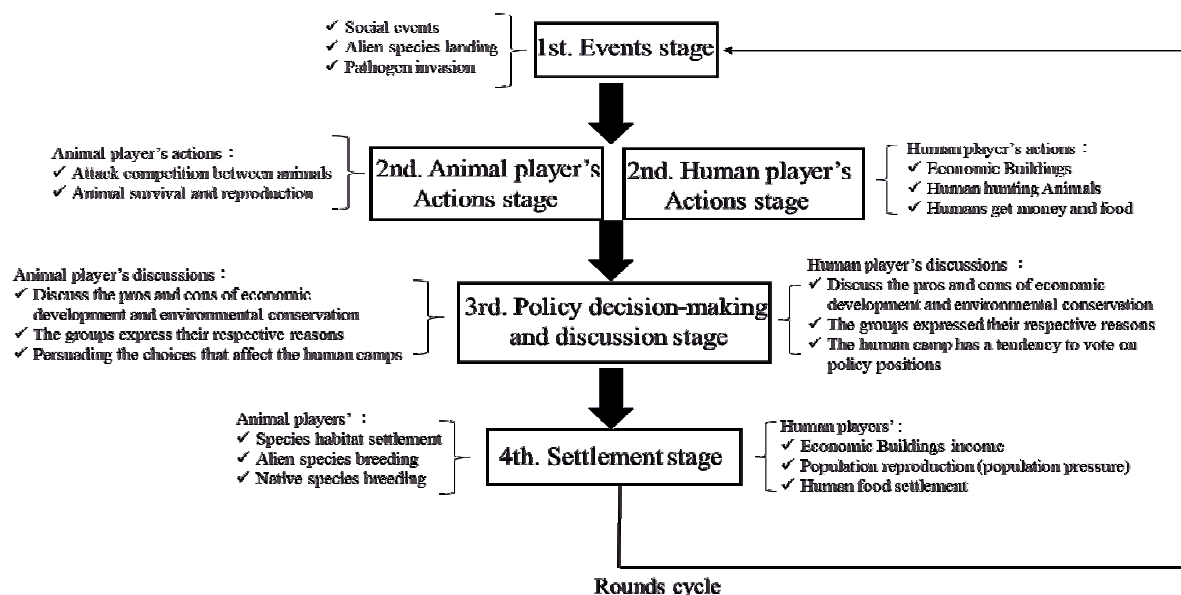 ✓ Social events
✓ Alien species landing
✓ Pathogen invasion
1st. Events stage
Animal player's actions：
✓ Attack competition between animals
✓ Animal survival and reproduction
2nd. Animal player's
Actions stage
2nd. Human player's
Actions stage
Human player's actions：
✓ Economic Buildings
✓ Human hunting Animals
✓ Humans get money and food
Animal player's discussions：
✓ Discuss the pros and cons of economic
development and environmental conservation
✓ The groups express their respective reasons
✓ Persuading the choices that affect the human camps
3rd. Policy decision-making
and discussion stage
Human player's discussions：
✓ Discuss the pros and cons of economic
development and environmental conservation
✓ The groups expressed their respective reasons
✓ The human camp has a tendency to vote on
policy positions
Animal players'：
✓ Species habitat settlement
✓ Alien species breeding
✓ Native species breeding
4th. Settlement stage
Human players'：
✓ Economic Buildings income
✓ Population reproduction (population pressure)
✓ Human food settlement
Rounds cycle